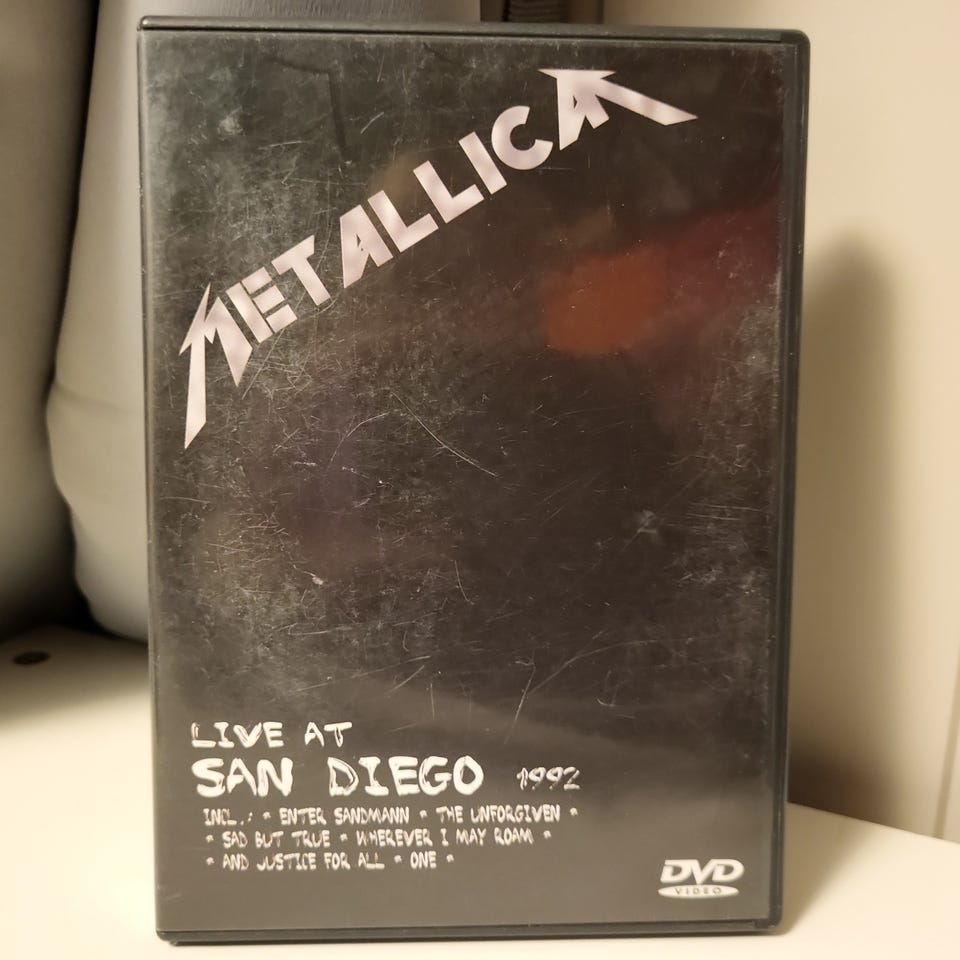 METALLICA
LIVE AT
SAN DIEGO 1992
INCL.: * ENTER SANDMANN * THE UNFORGIVEN *
* SAD BUT TRUE * WHEREVER I MAY ROAM *
* AND JUSTICE FOR ALL * ONE *
DVD
VIDEO